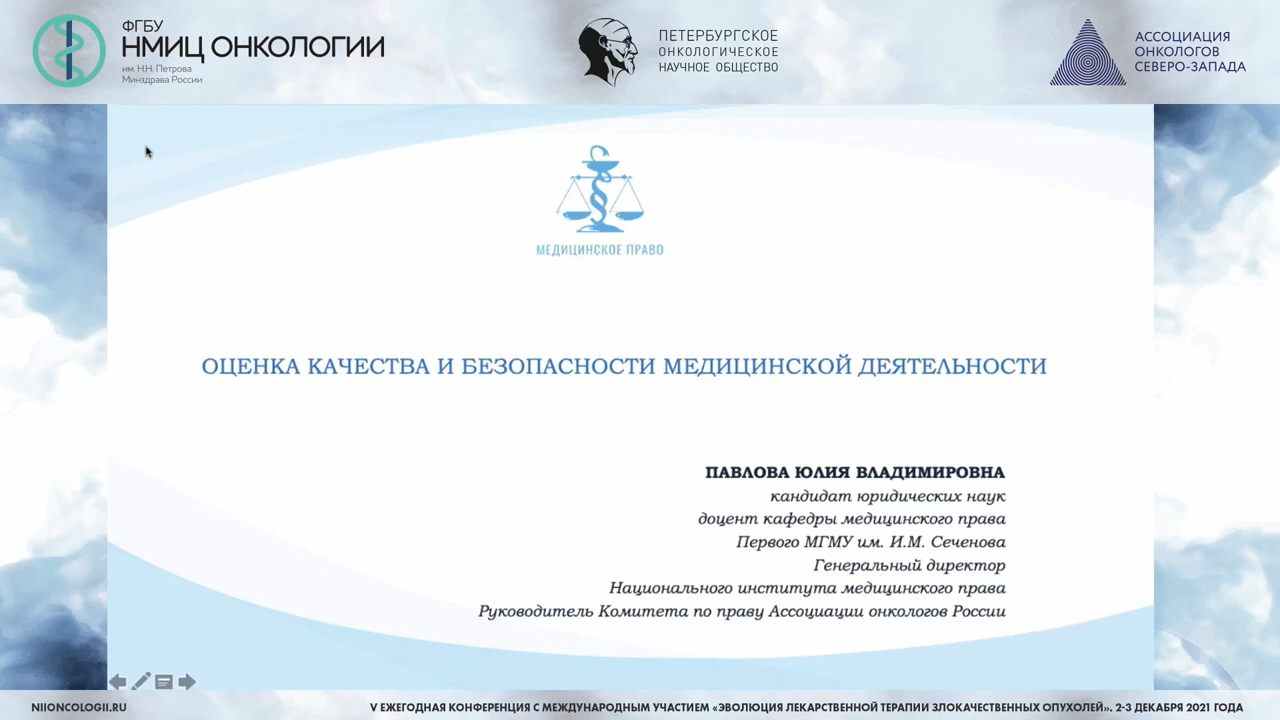 ФГБУ
НМИЦ ОНКОЛОГИИ
им. Н.Н. Петрова
Минздрава России
ПЕТЕРБУРГСКОЕ
ОНКОЛОГИЧЕСКОЕ
НАУЧНОЕ ОБЩЕСТВО
АССОЦИАЦИЯ
ОНКОЛОГОВ
СЕВЕРО-ЗАПАДА
МЕДИЦИНСКОЕ ПРАВО
ОЦЕНКА КАЧЕСТВА И БЕЗОПАСНОСТИ МЕДИЦИНСКОЙ ДЕЯТЕЛЬНОСТИ
ПАВЛОВА ЮЛИЯ ВЛАДИМИРОВНА
кандидат юридических наук
доцент кафедры медицинского права
Первого МГМУ им. И.М. Сеченова
Генеральный директор
Национального института медицинского права
Руководитель Комитета по праву Ассоциации онкологов России
NIIONCOLOGII.RU
V ЕЖЕГОДНАЯ КОНФЕРЕНЦИЯ С МЕЖДУНАРОДНЫМ УЧАСТИЕМ «ЭВОЛЮЦИЯ ЛЕКАРСТВЕННОЙ ТЕРАПИИ ЗЛОКАЧЕСТВЕННЫХ ОПУХОЛЕЙ». 2-3 ДЕКАБРЯ 2021 ГОДА